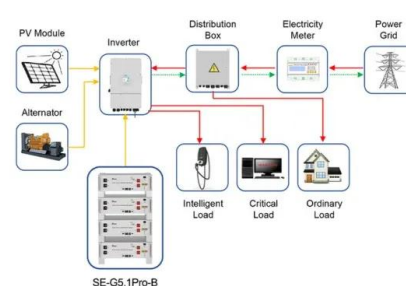 PV Module
Inverter
Distribution
Box
Electricity
Meter
Power
Grid
Alternator
Intelligent
Load
Critical
Load
Ordinary
Load
SE-G5.1Pro-B